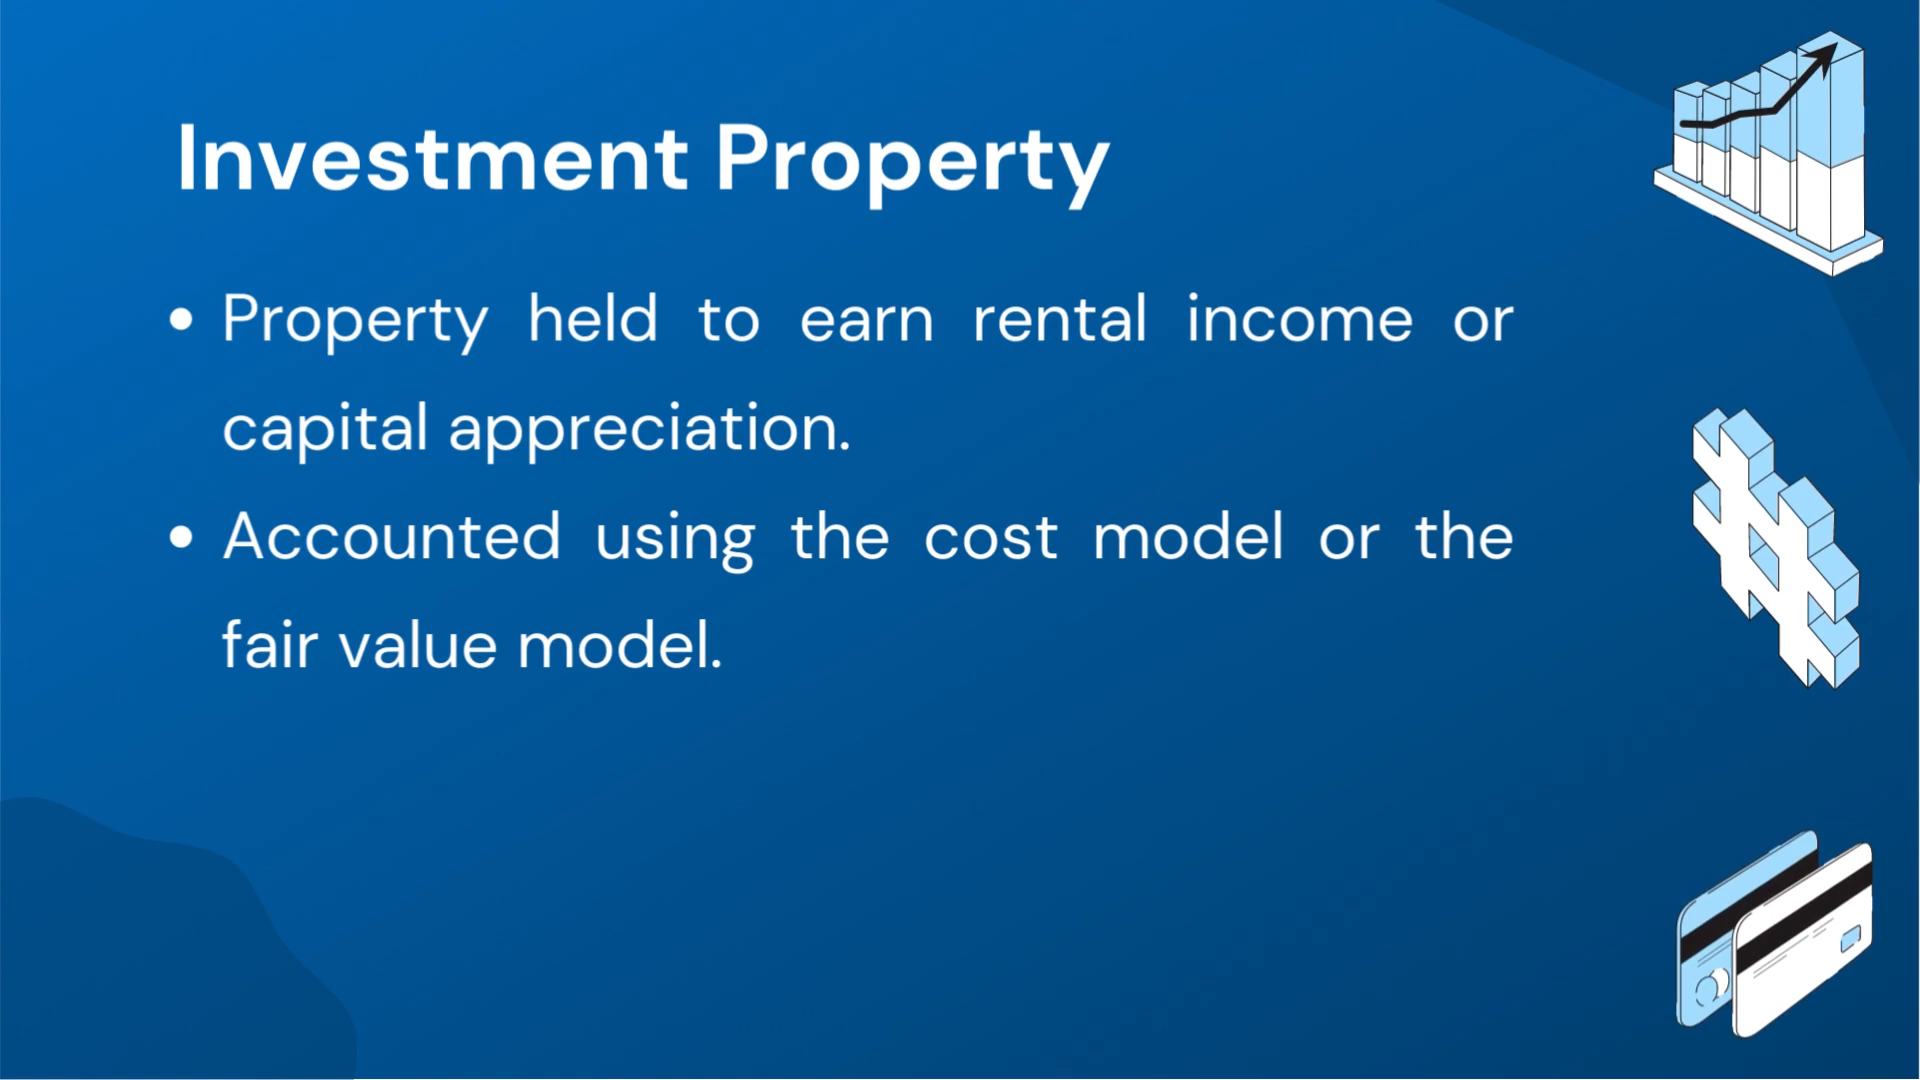 Investment Property
• Property held to earn rental income or
capital appreciation.
• Accounted using the cost model or the
fair value model.